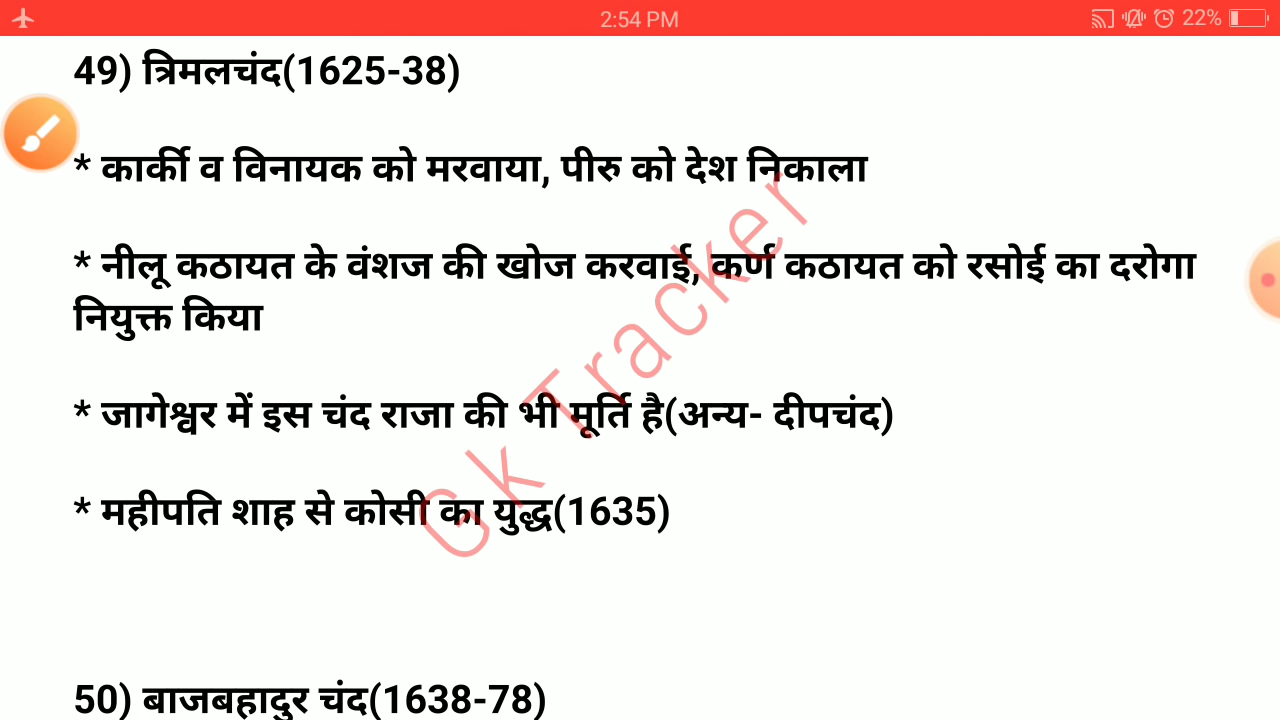 2:54 PM
22%
49) त्रिमलचंद(1625-38)
* कार्की व विनायक को मरवाया, पीरु को देश निकाला
* नीलू कठायत के वंशज की खोज करवाई, कर्ण कठायत को रसोई का दरोगा
नियुक्त किया
* जागेश्वर में इस चंद राजा की भी मूर्ति है(अन्य- दीपचंद)
* महीपति शाह से कोसी का युद्ध(1635)
Gk Tracker
50) बाजबहादुर चंद(1638-78)